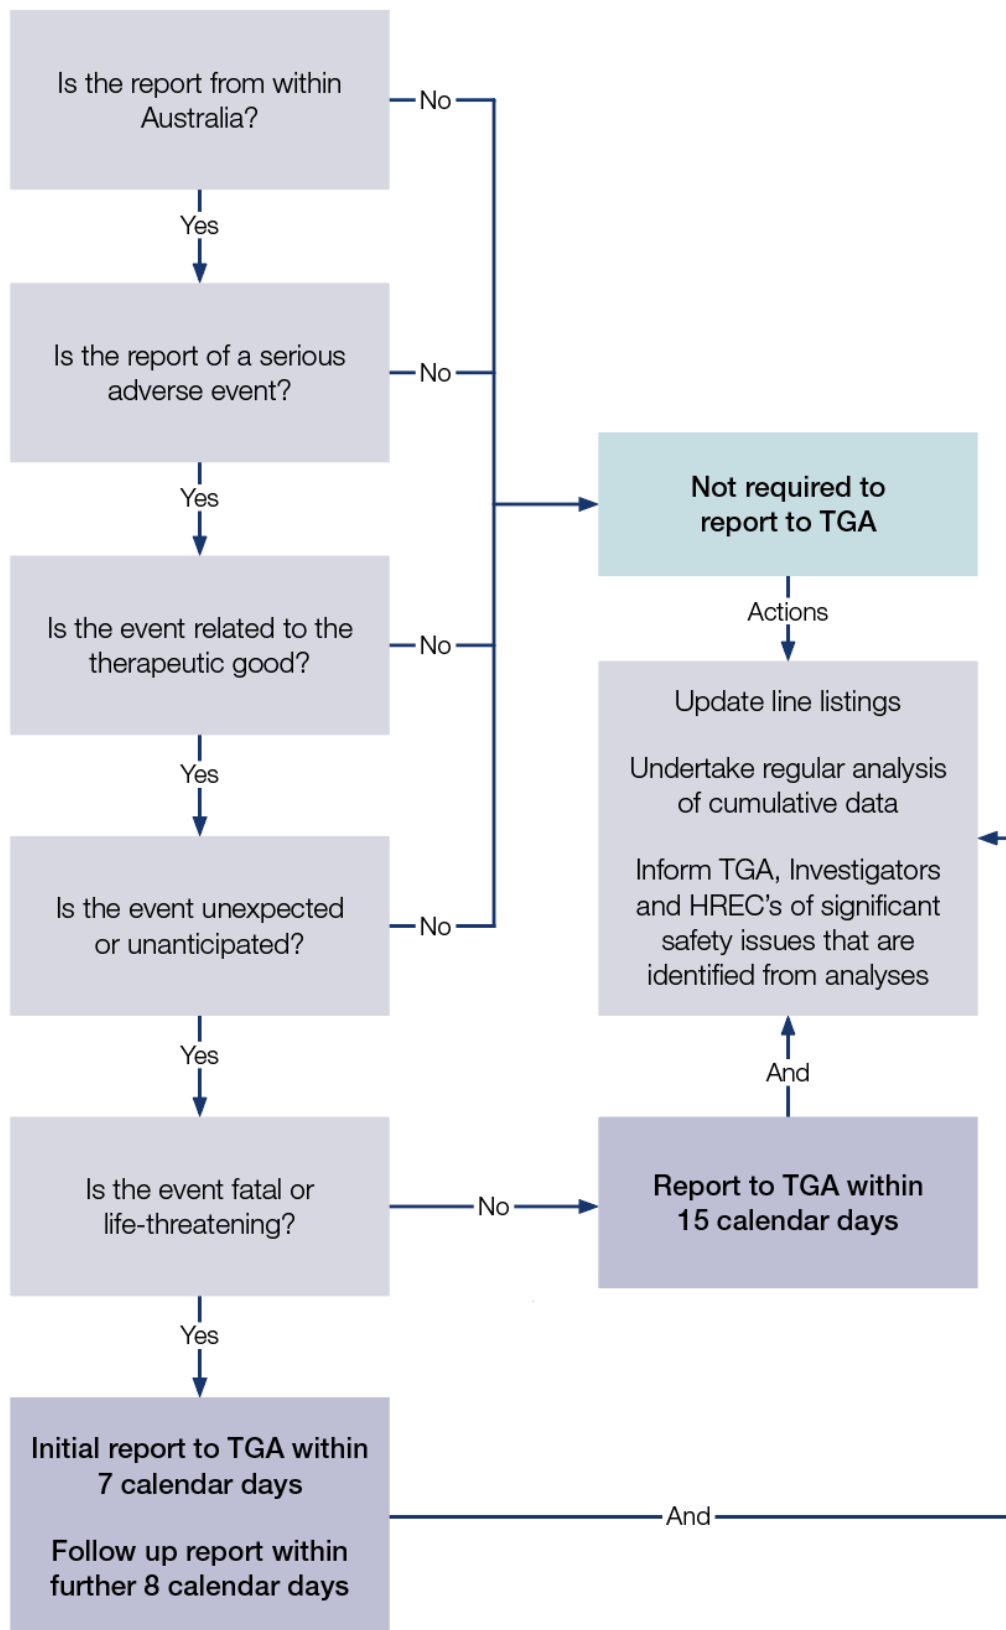 Is the report from within
Australia?
No
Yes
Is the report of a serious
adverse event?
No
Yes
Not required to
report to TGA
Actions
Is the event related to the
therapeutic good?
No
Yes
Update line listings
Undertake regular analysis
of cumulative data
Inform TGA, Investigators
and HREC's of significant
safety issues that are
identified from analyses
Is the event unexpected
or unanticipated?
No
Yes
And
Is the event fatal or
life-threatening?
No
Report to TGA within
15 calendar days
Yes
Initial report to TGA within
7 calendar days
Follow up report within
further 8 calendar days
And